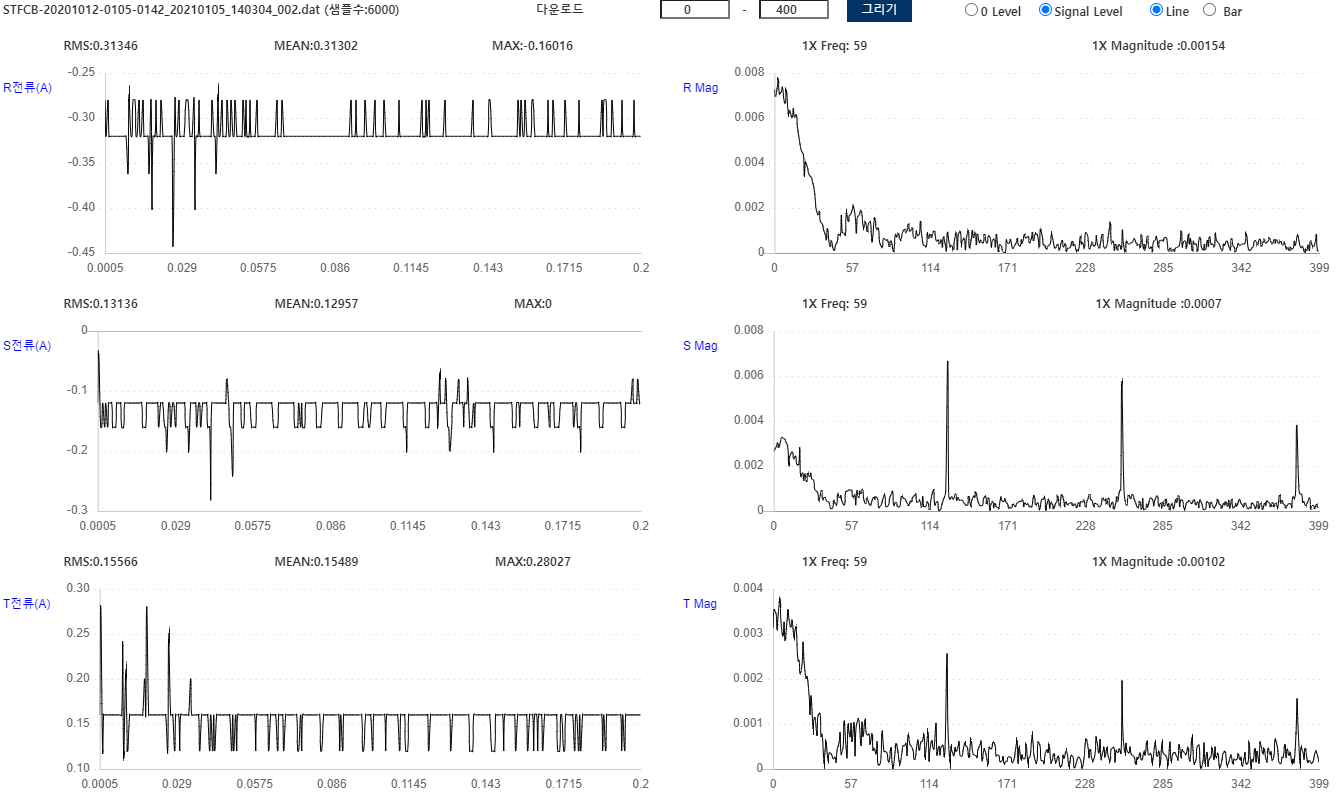 STFCB-20201012-0105-0142_20210105_140304_002.dat (샘플수:6000) 다운로드 0 - 400 그리기 0 Level Signal Level Line Bar
RMS:0.31346 MEAN:0.31302 MAX:-0.16016 1X Freq: 59 1X Magnitude :0.00154
R전류(A)
-0.25
-0.30
-0.35
-0.40
-0.45
0.0005 0.029 0.0575 0.086 0.1145 0.143 0.1715 0.2
R Mag
0.008
0.006
0.004
0.002
0
0 57 114 171 228 285 342 399
RMS:0.13136 MEAN:0.12957 MAX:0 1X Freq: 59 1X Magnitude :0.0007
S전류(A)
0
-0.1
-0.2
-0.3
0.0005 0.029 0.0575 0.086 0.1145 0.143 0.1715 0.2
S Mag
0.008
0.006
0.004
0.002
0
0 57 114 171 228 285 342 399
RMS:0.15566 MEAN:0.15489 MAX:0.28027 1X Freq: 59 1X Magnitude :0.00102
T전류(A)
0.30
0.25
0.20
0.15
0.10
0.0005 0.029 0.0575 0.086 0.1145 0.143 0.1715 0.2
T Mag
0.004
0.003
0.002
0.001
0
0 57 114 171 228 285 342 399